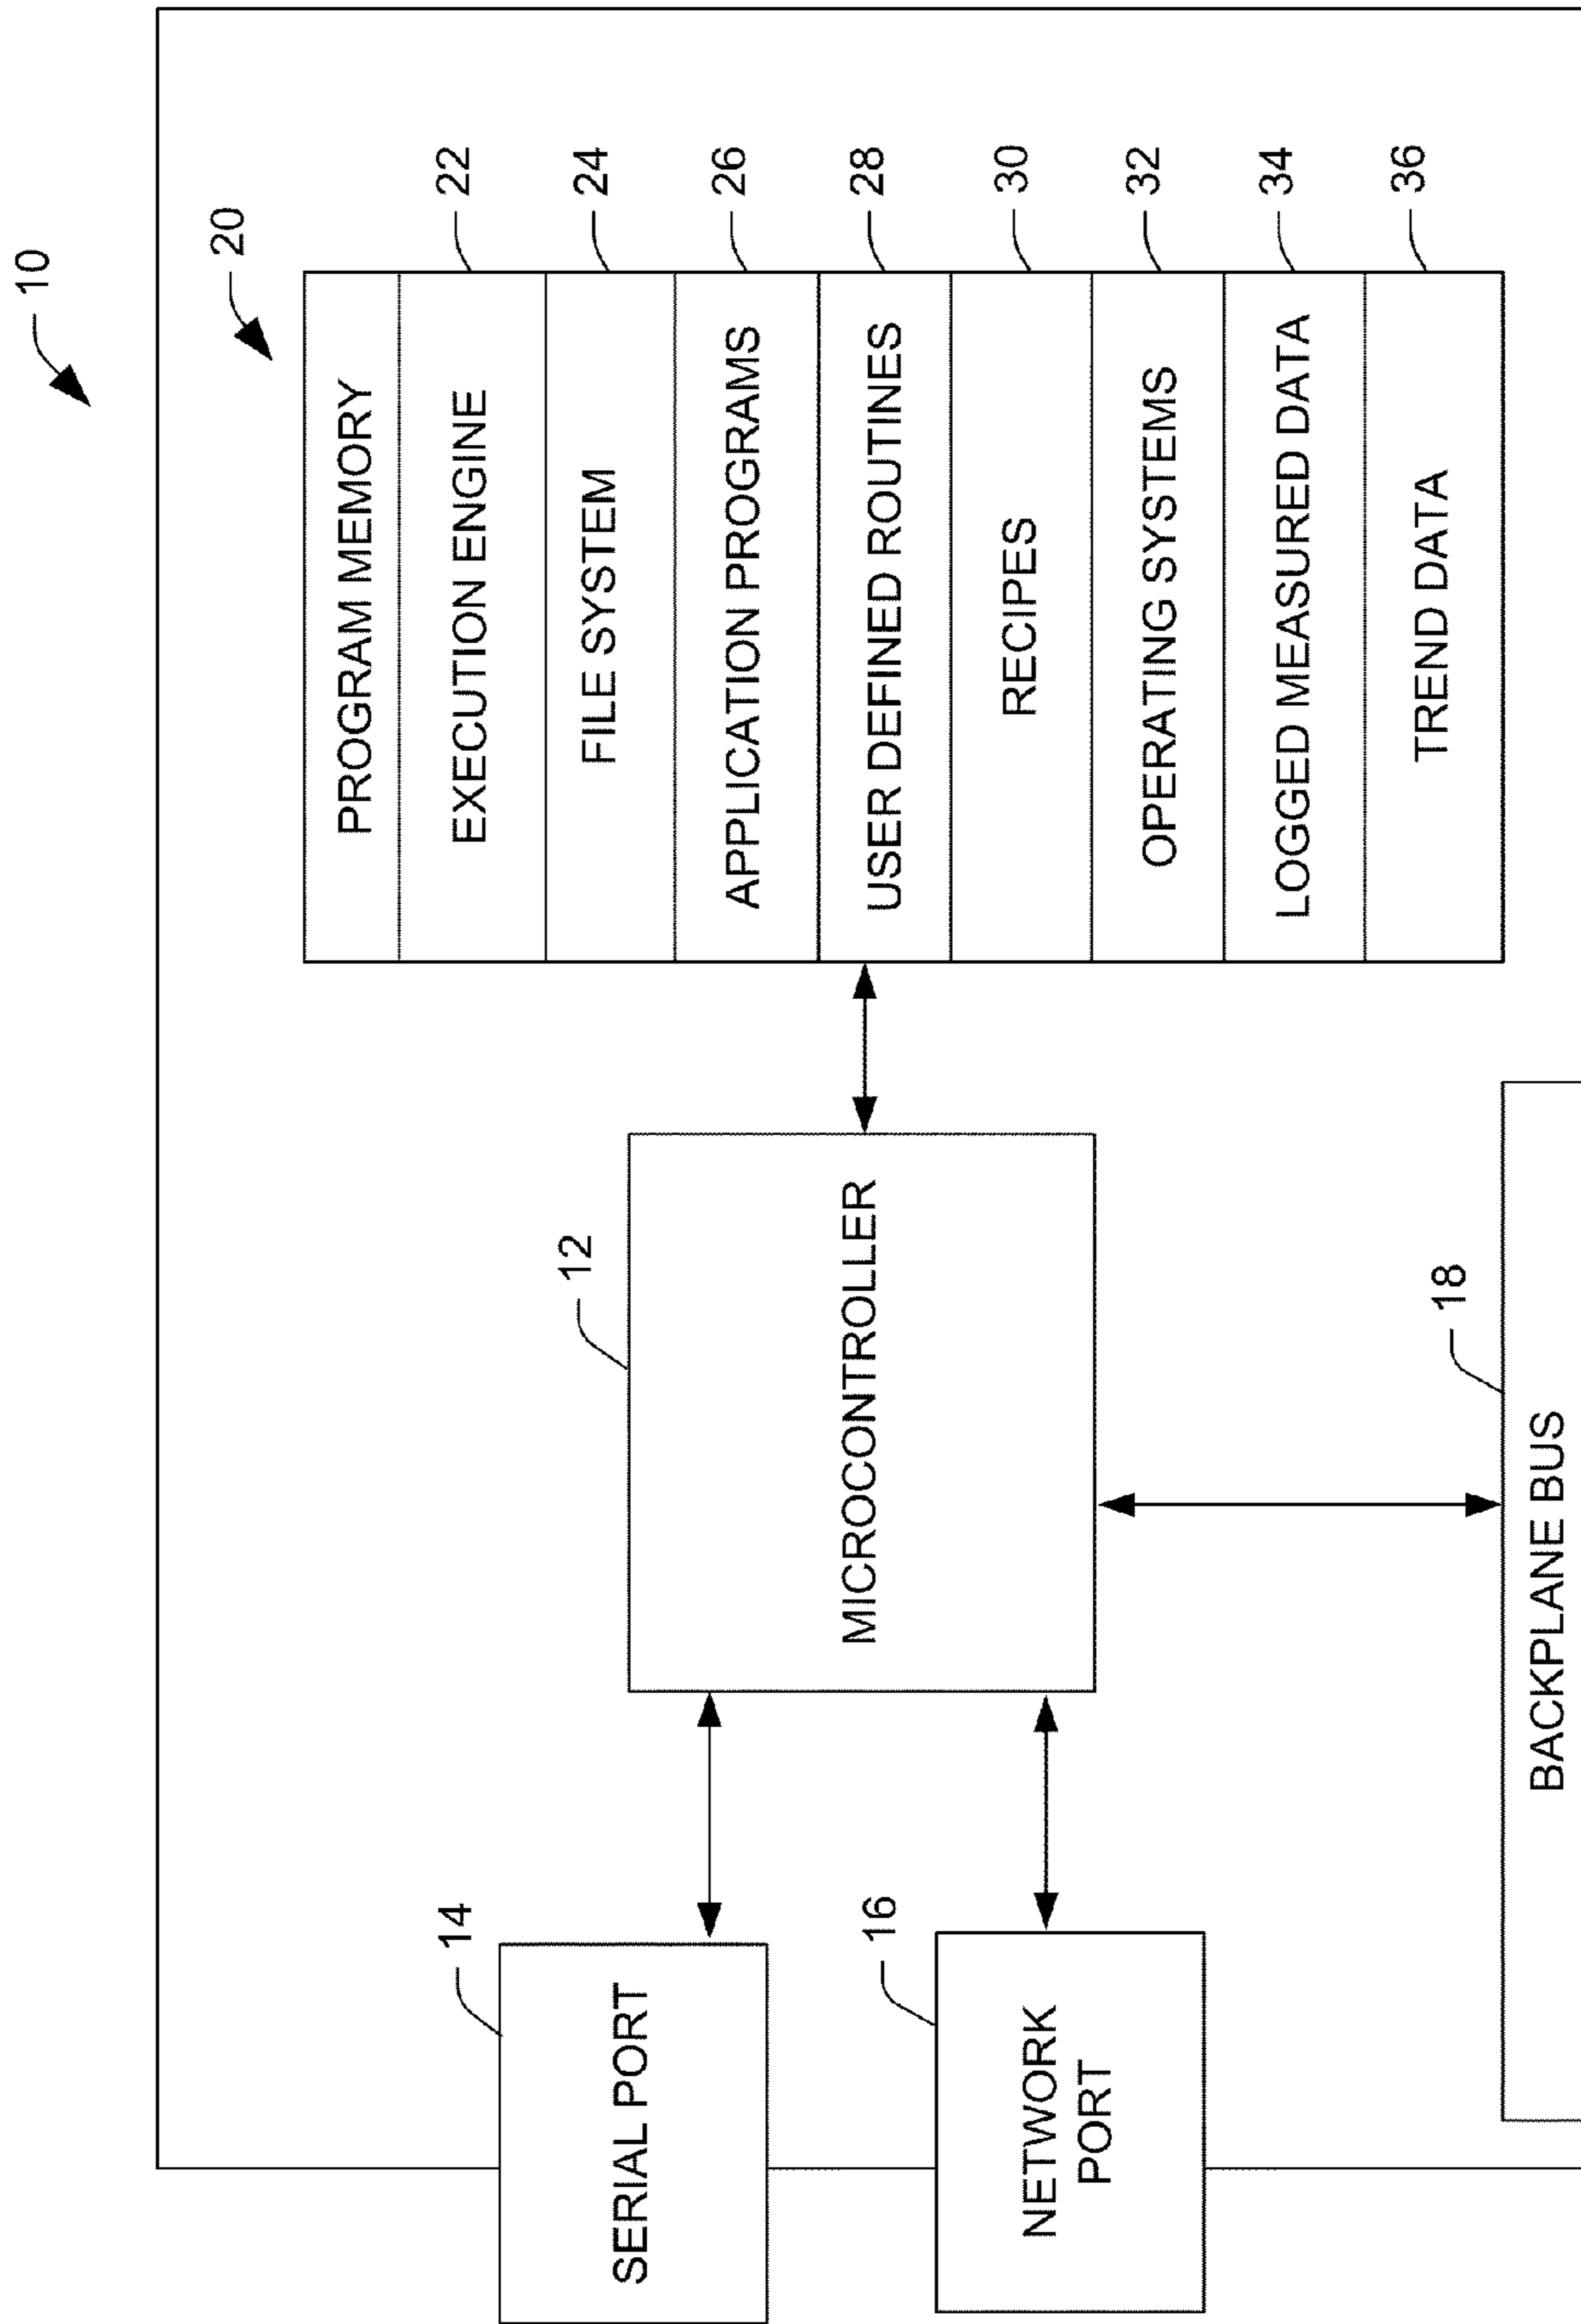 10
20
PROGRAM MEMORY
EXECUTION ENGINE
22
FILE SYSTEM
24
APPLICATION PROGRAMS
26
USER DEFINED ROUTINES
28
RECIPES
30
OPERATING SYSTEMS
32
LOGGED MEASURED DATA
34
TREND DATA
36
12
MICROCONTROLLER
14
SERIAL PORT
16
NETWORK
PORT
18
BACKPLANE BUS